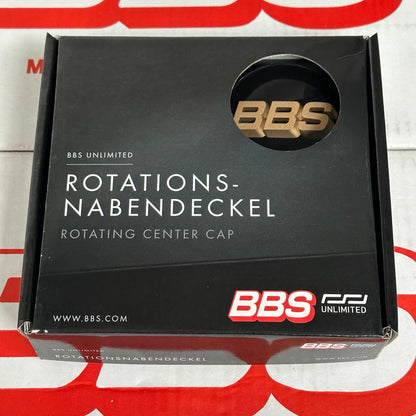 BBS
BBS UNLIMITED
ROTATIONS-
NABENDECKEL
ROTATING CENTER CAP
WWW.BBS.COM
BBS UNLIMITED
BBS UNLIMITED
ROTATIONSNABENDECKEL
BBS